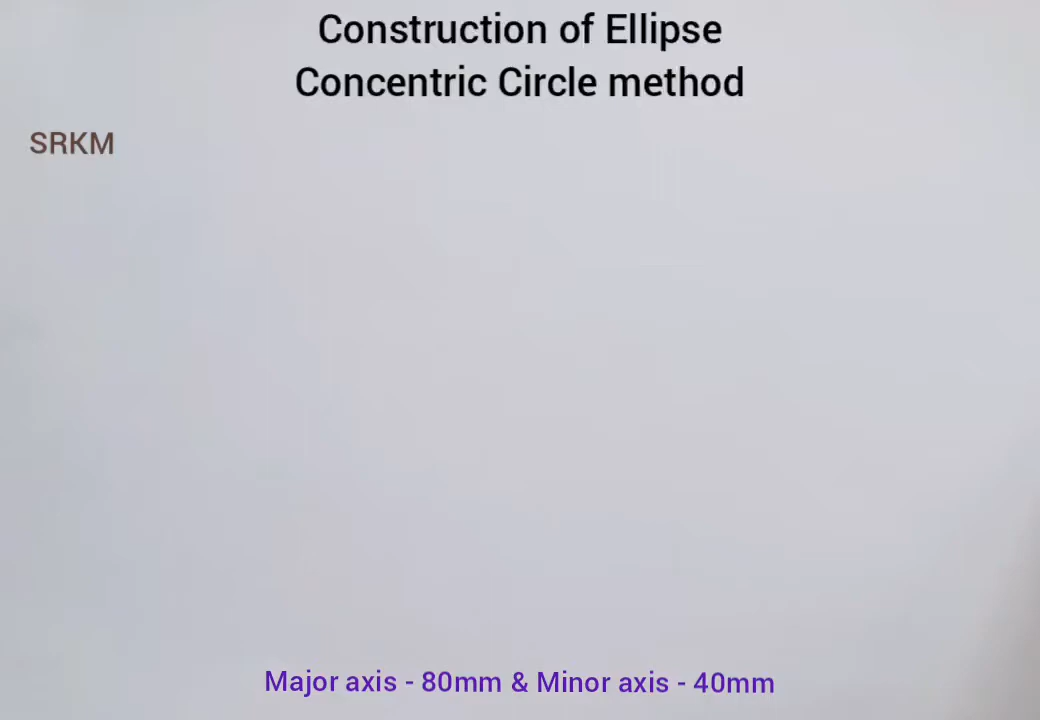 Construction of Ellipse
Concentric Circle method
SRKM
Major axis - 80mm & Minor axis - 40mm